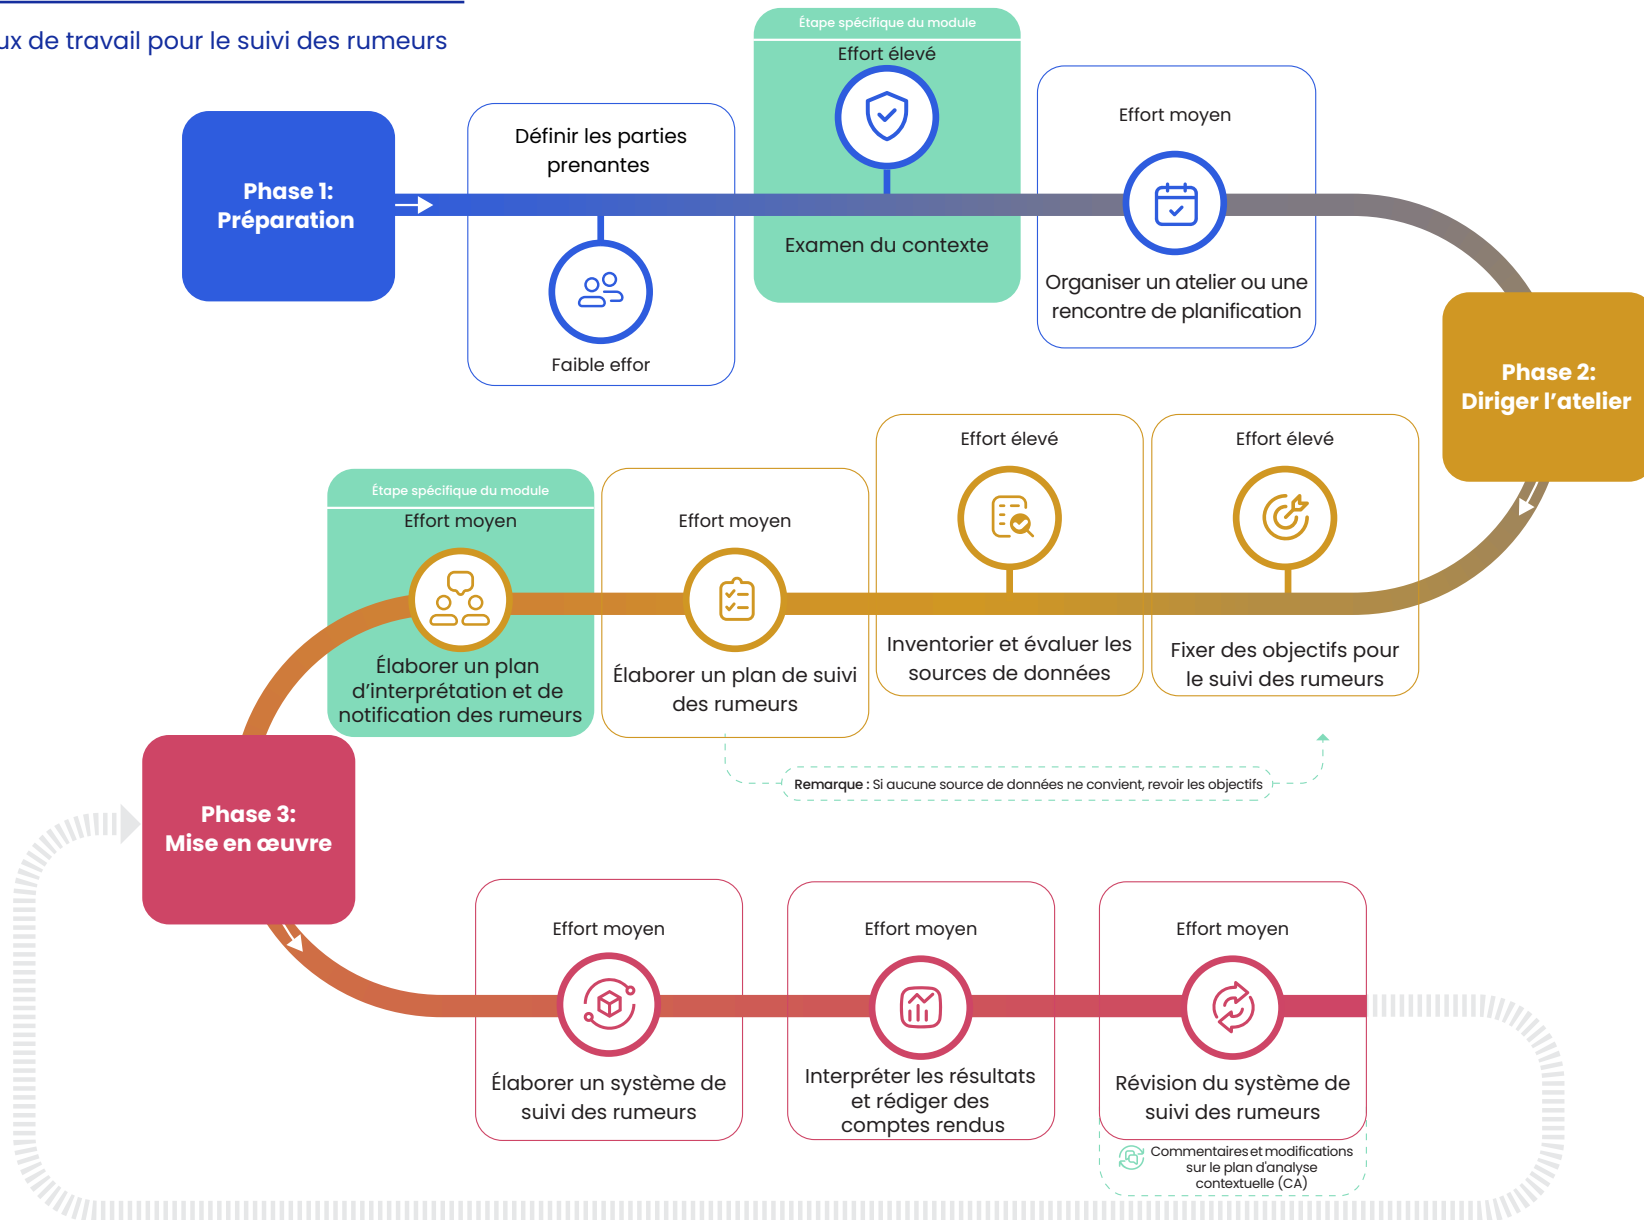 ux de travail pour le suivi des rumeurs
Phase 1:
Préparation
Définir les parties
prenantes
Faible effor
Étape spécifique du module
Effort élevé
Examen du contexte
Effort moyen
Organiser un atelier ou une
rencontre de planification
Phase 2:
Diriger l’atelier
Effort élevé
Fixer des objectifs pour
le suivi des rumeurs
Effort élevé
Inventorier et évaluer les
sources de données
Effort moyen
Élaborer un plan de suivi
des rumeurs
Étape spécifique du module
Effort moyen
Élaborer un plan
d’interprétation et de
notification des rumeurs
Remarque : Si aucune source de données ne convient, revoir les objectifs
Phase 3:
Mise en œuvre
Effort moyen
Élaborer un système de
suivi des rumeurs
Effort moyen
Interpréter les résultats
et rédiger des
comptes rendus
Effort moyen
Révision du système de
suivi des rumeurs
Commentaires et modifications
sur le plan d'analyse
contextuelle (CA)